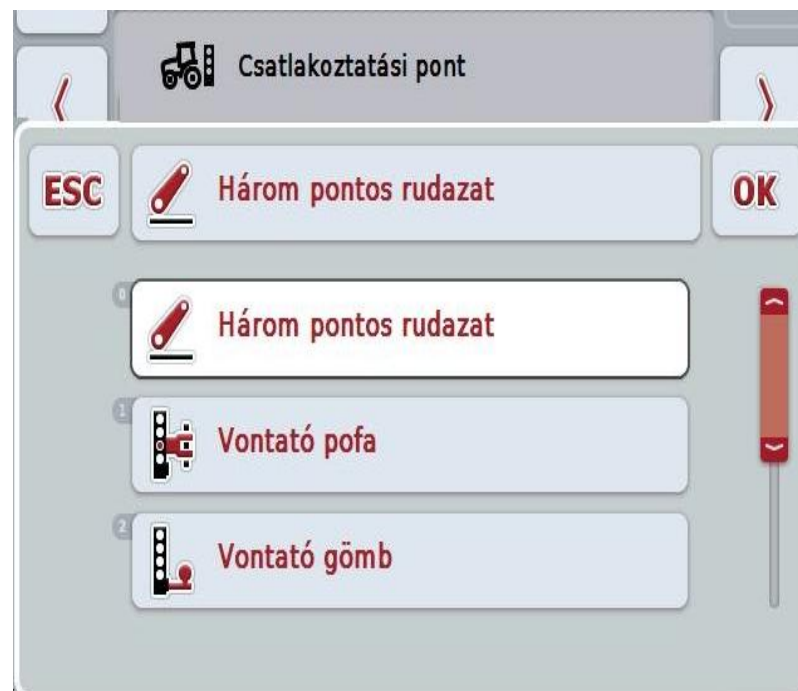 Csatlakoztatási pont
ESC
Három pontos rudazat
OK
0
Három pontos rudazat
1
Vontató pofa
2
Vontató gömb